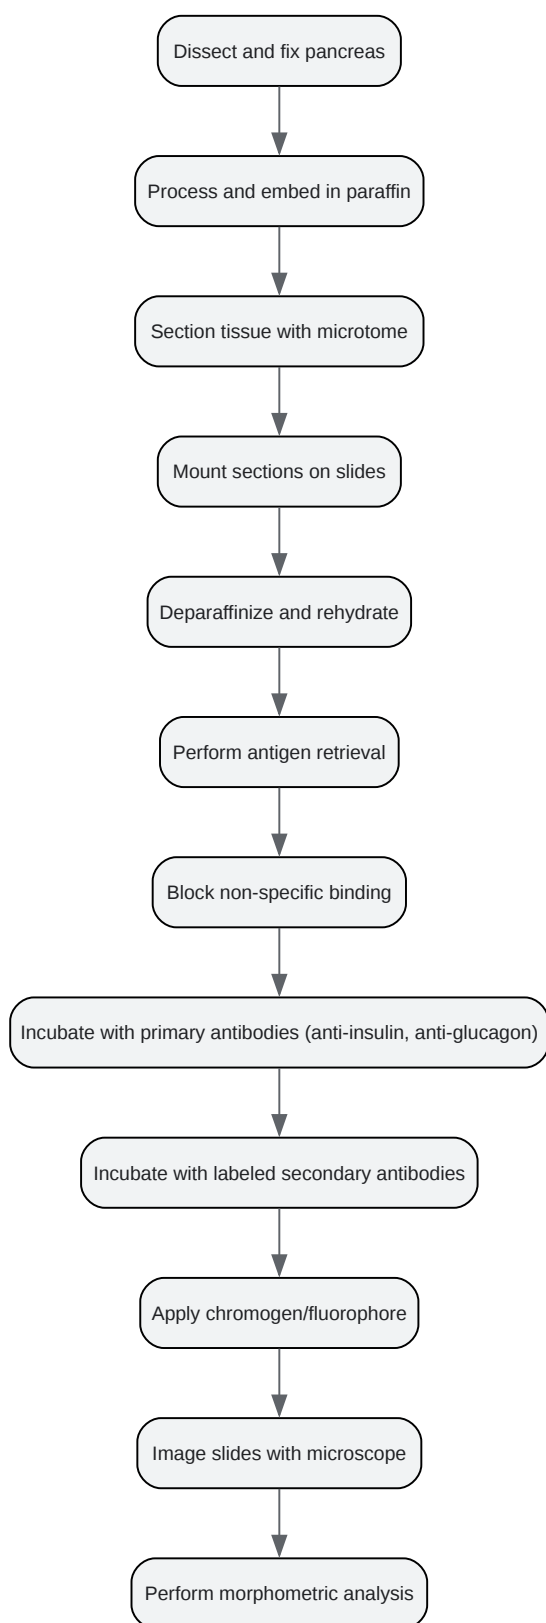 Dissect and fix pancreas
Process and embed in paraffin
Section tissue with microtome
Mount sections on slides
Deparaffinize and rehydrate
Perform antigen retrieval
Block non-specific binding
Incubate with primary antibodies (anti-insulin, anti-glucagon)
Incubate with labeled secondary antibodies
Apply chromogen/fluorophore
Image slides with microscope
Perform morphometric analysis